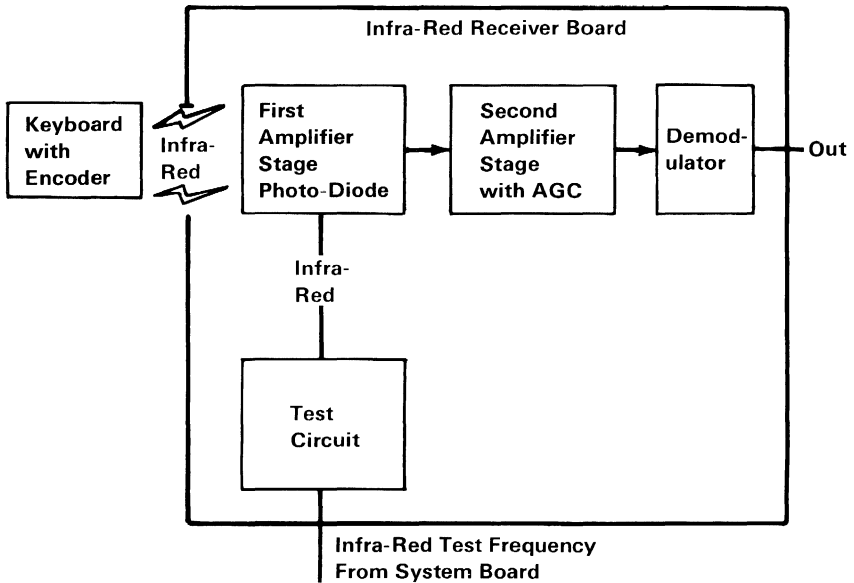 Infra-Red Receiver Board
Keyboard
with
Encoder
Infra-
Red
First
Amplifier
Stage
Photo-Diode
Second
Amplifier
Stage
with AGC
Demod-
ulator
Out
Infra-
Red
Test
Circuit
Infra-Red Test Frequency
From System Board